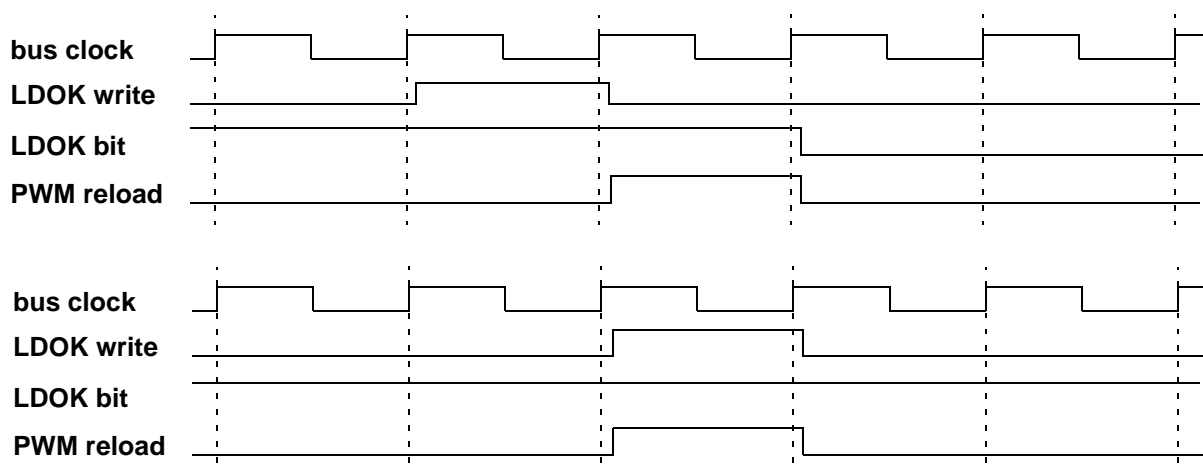 bus clock
LDOK write
LDOK bit
PWM reload
bus clock
LDOK write
LDOK bit
PWM reload